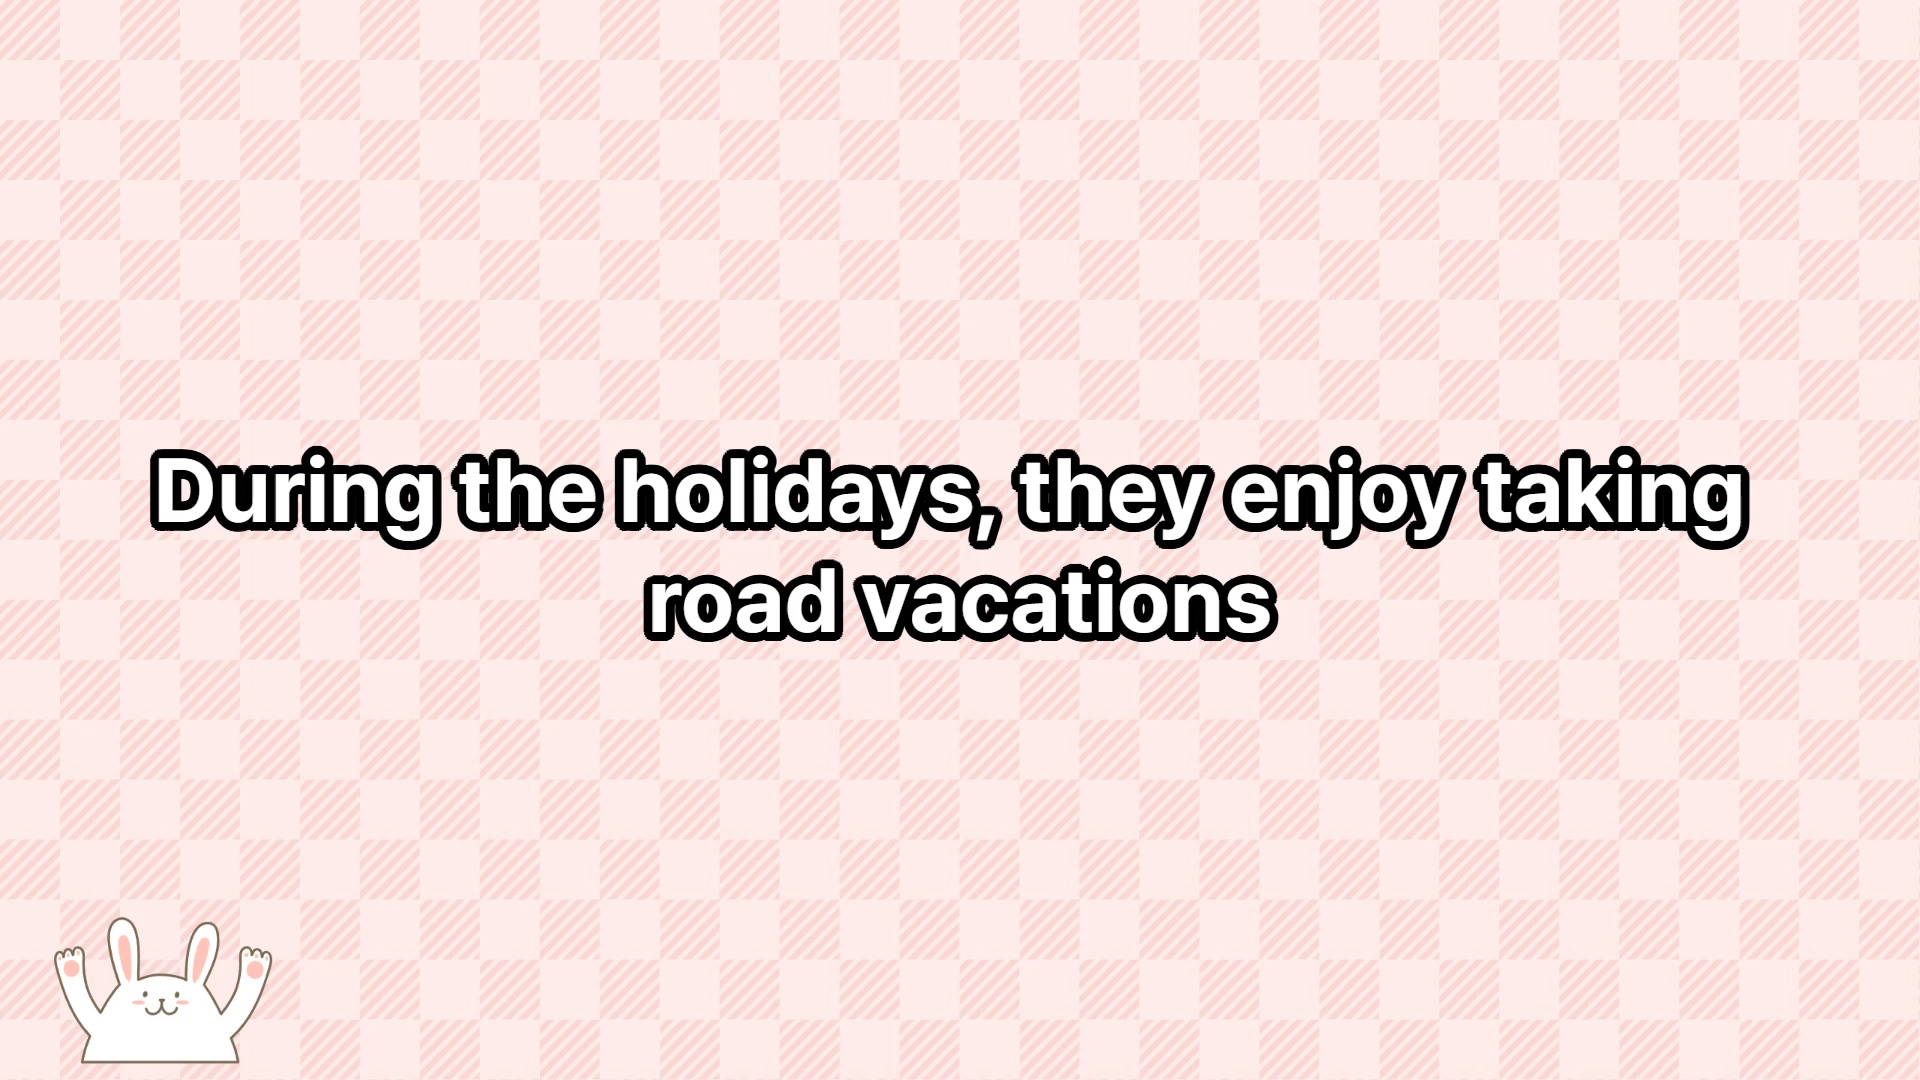 During the holidays, they enjoy taking
road vacations